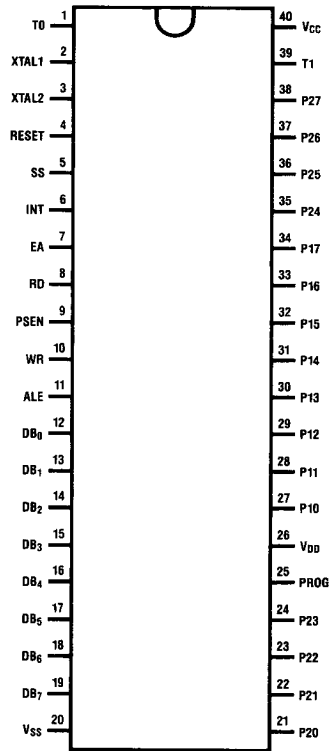 T0 1 40 VCC
XTAL1 2 39 T1
XTAL2 3 38 P27
RESET 4 37 P26
SS 5 36 P25
INT 6 35 P24
EA 7 34 P17
RD 8 33 P16
PSEN 9 32 P15
WR 10 31 P14
ALE 11 30 P13
DB0 12 29 P12
DB1 13 28 P11
DB2 14 27 P10
DB3 15 26 VDD
DB4 16 25 PROG
DB5 17 24 P23
DB6 18 23 P22
DB7 19 22 P21
VSS 20 21 P20